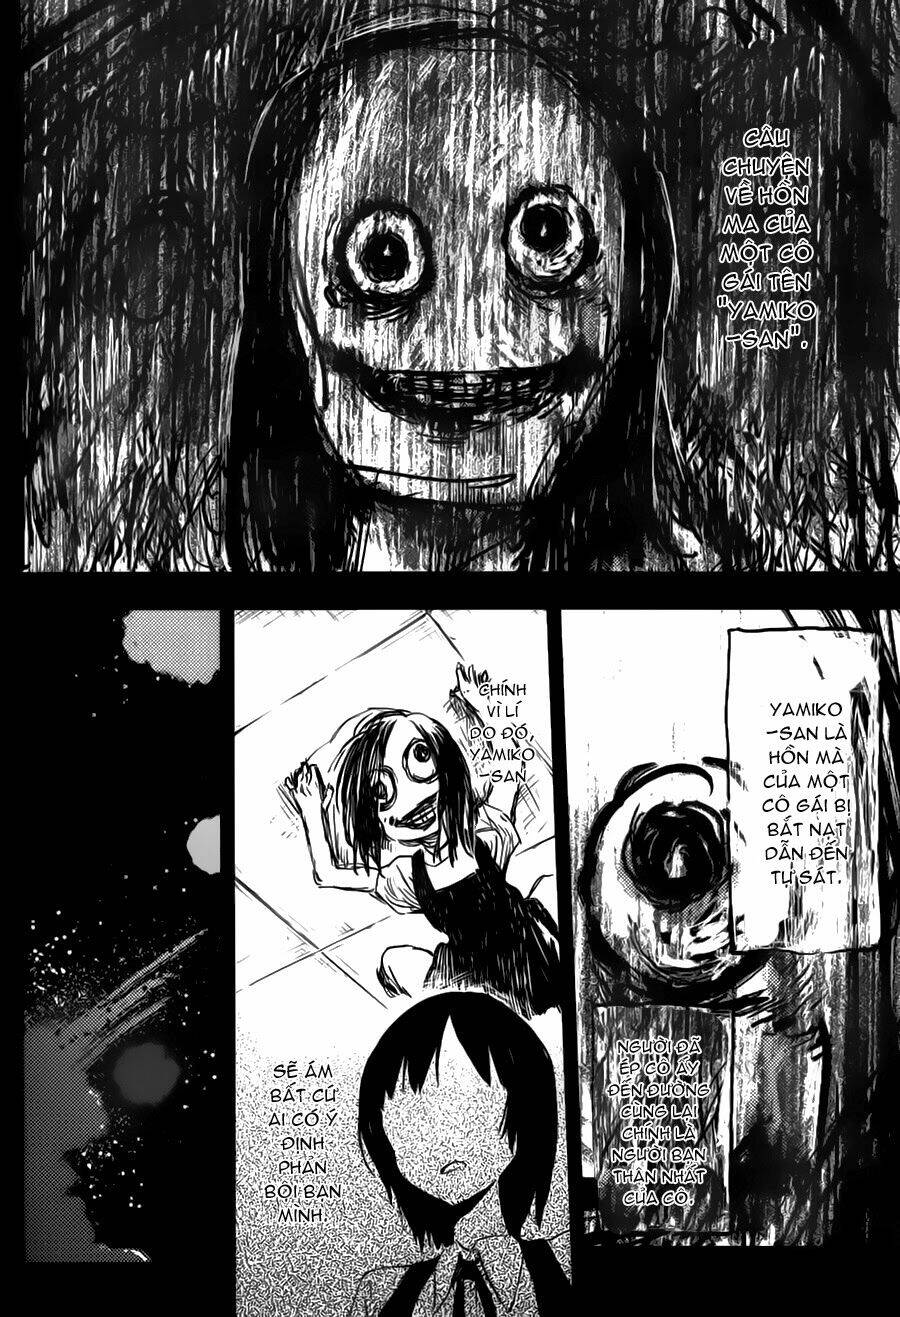 CÂU
CHUYỆN
VỀ HỒN
MA CỦA
MỘT CÔ
GÁI TÊN
"YAMIKO
-SAN".
YAMIKO
-SAN LÀ
HỒN MÀ
CỦA MỘT
CÔ GÁI BỊ
BẮT NẠT
DẪN ĐẾN
TỰ SÁT.
NGƯỜI ĐÃ
ÉP CÔ ẤY
ĐẾN ĐƯỜNG
CÙNG LẠI
CHÍNH LÀ
NGƯỜI BẠN
THÂN NHẤT
CỦA CÔ.
CHÍNH
VÌ LÍ
DO ĐÓ,
YAMIKO
-SAN
SẼ ÁM
BẤT CỨ
AI CÓ Ý
ĐỊNH
PHẢN
BỘI BẠN
MÌNH.